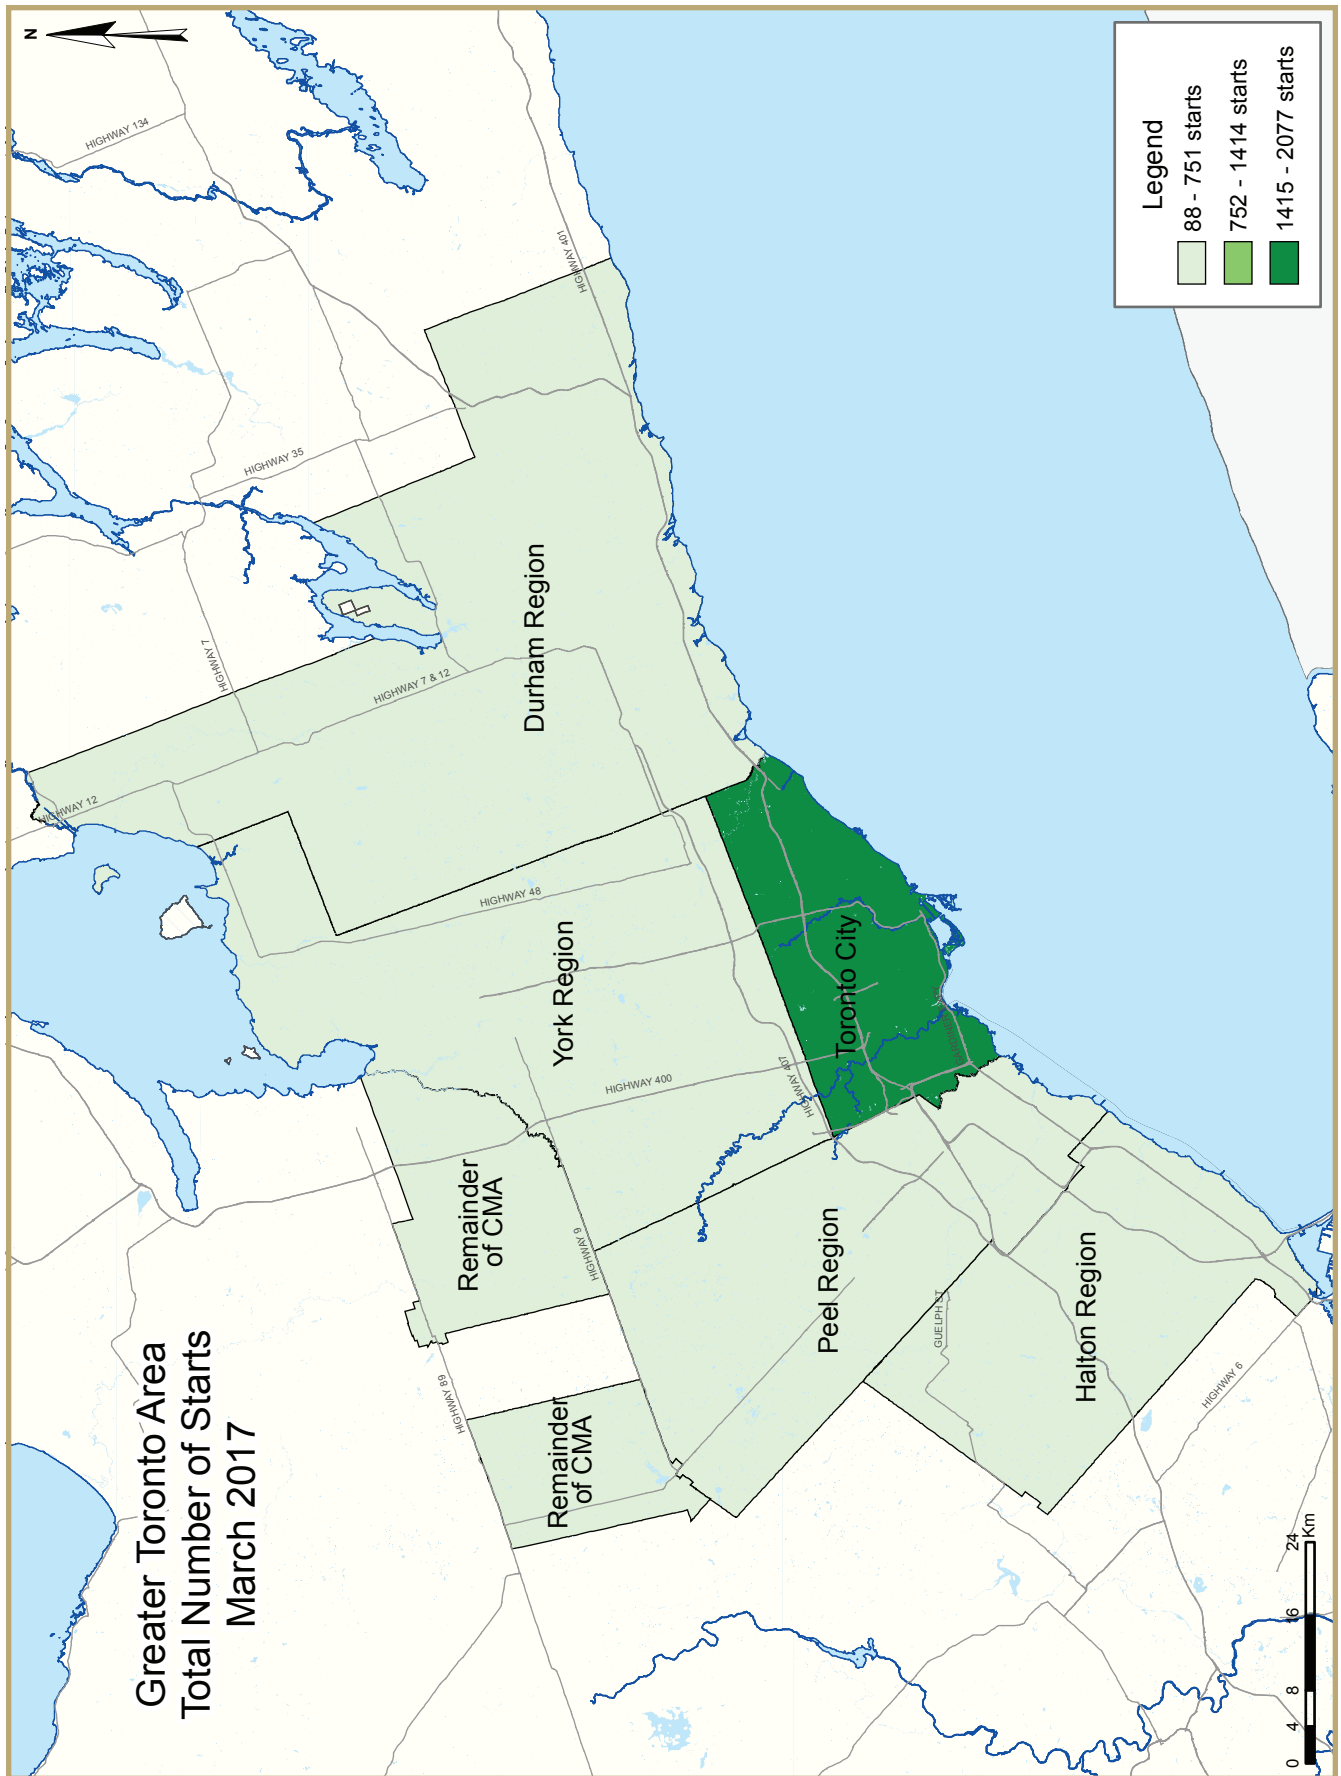 Greater Toronto Area
Total Number of Starts
March 2017
N
HIGHWAY 134
HIGHWAY 401
HIGHWAY 35
HIGHWAY 7
HIGHWAY 7 & 12
HIGHWAY 12
Durham Region
HIGHWAY 48
York Region
HIGHWAY 400
HIGHWAY 407
Toronto City
Remainder
of CMA
HIGHWAY 9
HIGHWAY 89
Remainder
of CMA
Peel Region
GUELPH ST
Halton Region
HIGHWAY 6
Legend
88 - 751 starts
752 - 1414 starts
1415 - 2077 starts
0 4 8 16 24
Km